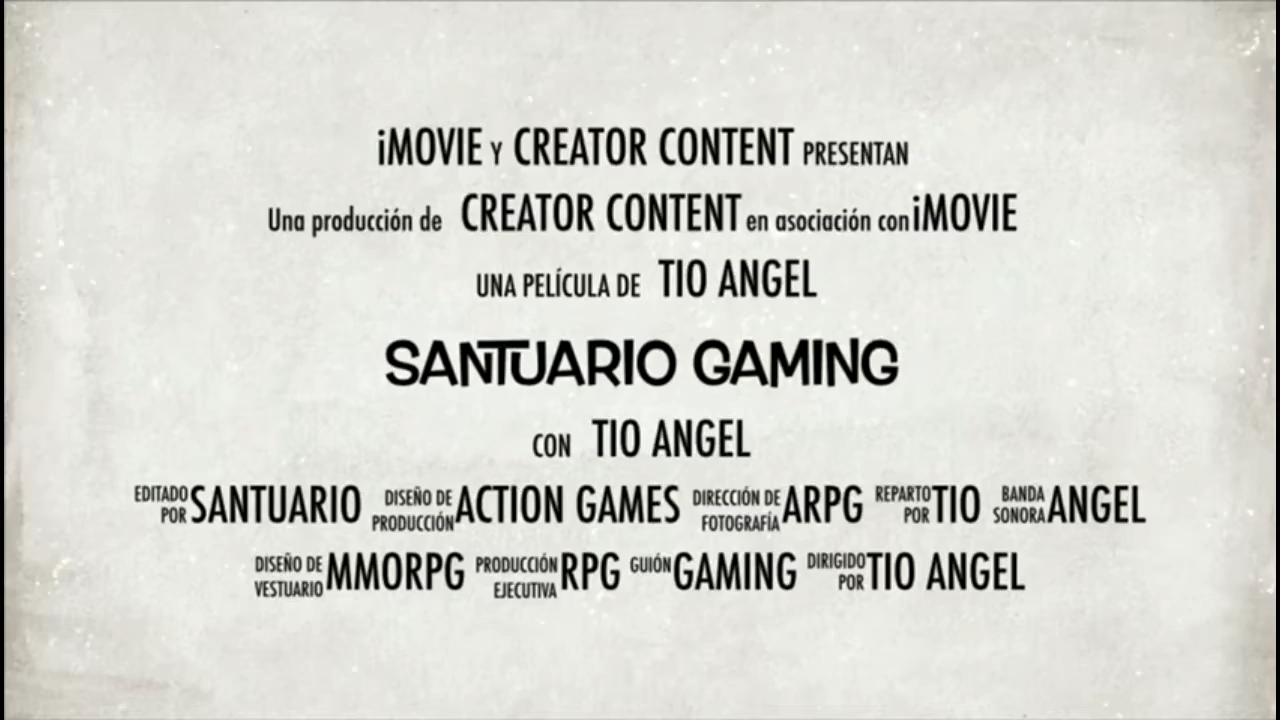 iMOVIE Y CREATOR CONTENT PRESENTAN
Una producción de CREATOR CONTENT en asociación con iMOVIE
UNA PELÍCULA DE TIO ANGEL
SANTUARIO GAMING
CON TIO ANGEL
EDITADO POR SANTUARIO DISEÑO DE PRODUCCIÓN ACTION GAMES DIRECCIÓN DE FOTOGRAFÍA ARPG REPARTO POR TIO BANDA SONORA ANGEL
DISEÑO DE VESTUARIO MMORPG PRODUCCIÓN EJECUTIVA RPG GUIÓN GAMING DIRIGIDO POR TIO ANGEL